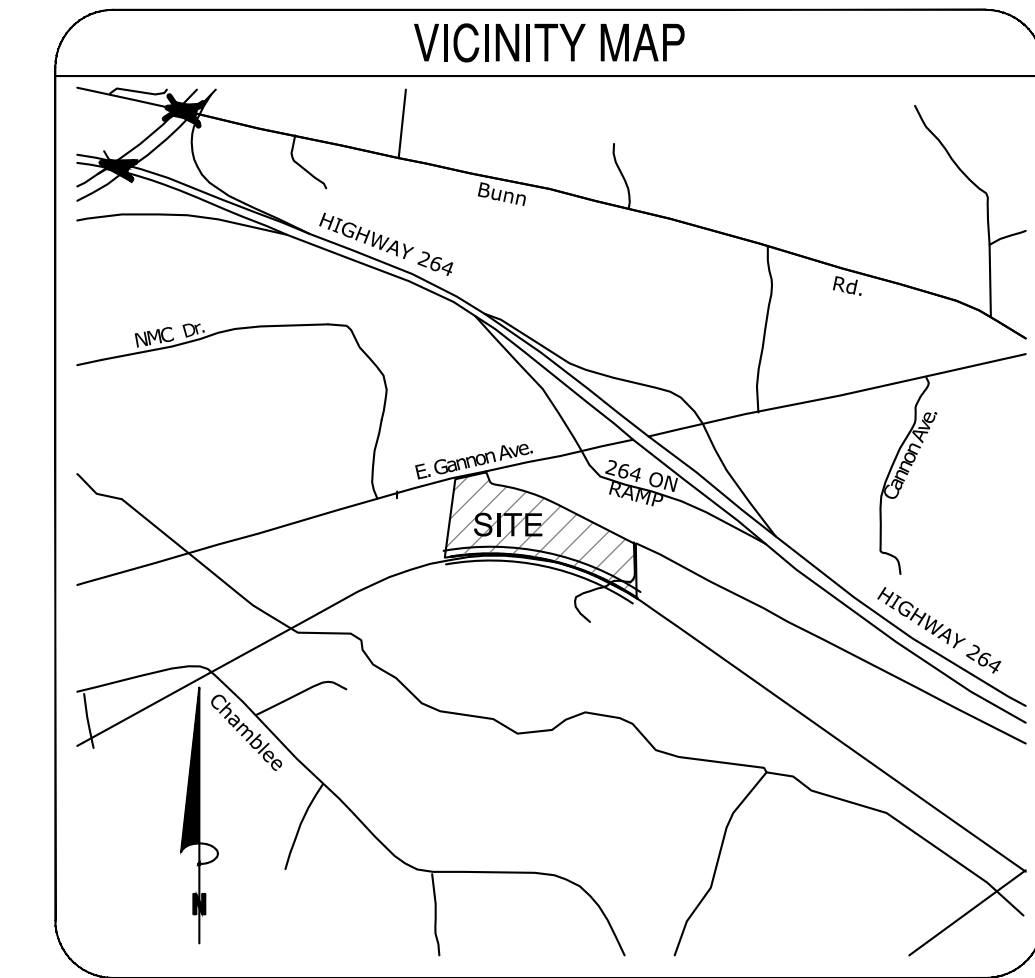 VICINITY MAP
Bunn
HIGHWAY 264
Rd.
NMC Dr.
E. Gannon Ave.
Cannon Ave.
264 ON
RAMP
SITE
HIGHWAY 264
Chamblee
N